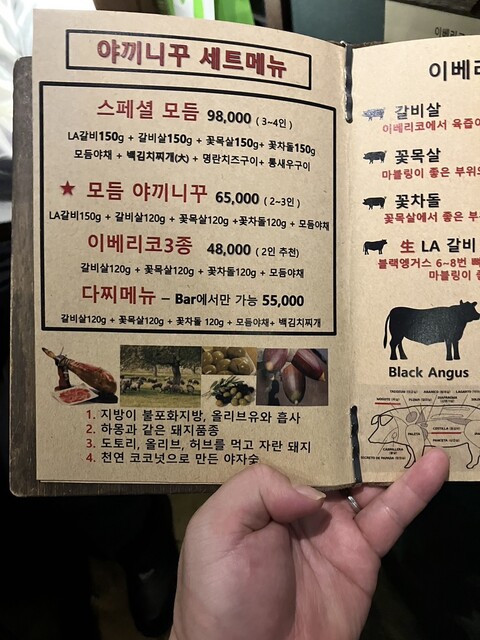 야끼니꾸 세트메뉴
스페셜 모듬 98,000 (3~4인)
LA갈비150g + 갈비살150g + 꽃목살150g+ 꽃차돌150g
모듬야채 + 백김치찌개(大) + 명란치즈구이+ 통새우구이
★ 모듬 야끼니꾸 65,000 (2~3인)
LA갈비150g + 갈비살120g + 꽃목살120g +꽃차돌120g + 모듬야채
이베리코3종 48,000 (2인 추천)
갈비살120g + 꽃목살120g + 꽃차돌120g + 모듬야채
다찌메뉴 – Bar에서만 가능 55,000
갈비살120g + 꽃목살120g + 꽃차돌 120g + 모듬야채+ 백김치찌개
1. 지방이 불포화지방, 올리브유와 흡사
2. 하몽과 같은 돼지품종
3. 도토리, 올리브, 허브를 먹고 자란 돼지
4. 천연 코코넛으로 만든 야자숯
이베리
갈비살
이베리코에서 육즙이
꽃목살
마블링이 좋은 부위
꽃차돌
꽃목살에서 좋은 부
生 LA 갈비
블랙앵거스 6~8번
마블링이
Black Angus